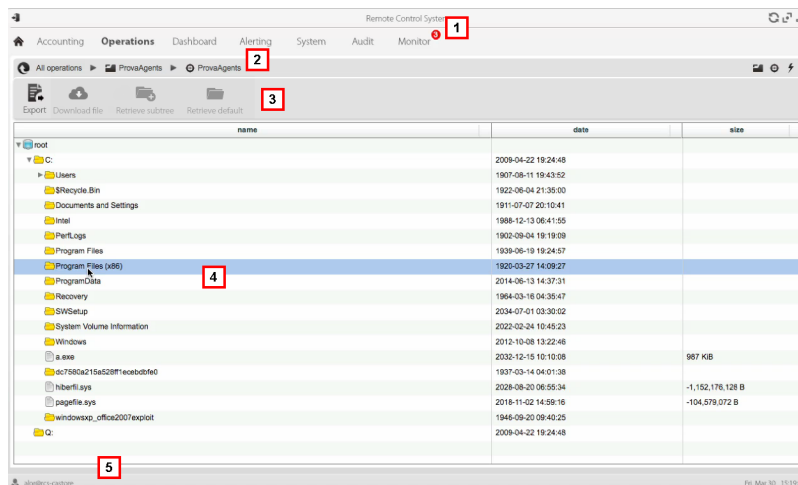 Remote Control System
1
Accounting Operations Dashboard Alerting System Audit Monitor 3
2
All operations ProvaAgents ProvaAgents
3
Export Download file Retrieve subtree Retrieve default
name date size
root
C: 2009-04-22 19:24:48
Users 1907-08-11 19:43:52
$Recycle.Bin 1922-06-04 21:35:00
Documents and Settings 1911-07-07 20:10:41
Intel 1988-12-13 06:41:55
PerfLogs 1902-09-04 19:19:09
Program Files 1939-06-19 19:24:57
Program Files (x86) 1920-03-27 14:09:27
4
ProgramData 2014-06-13 14:37:31
Recovery 1964-03-16 04:35:47
SWSetup 2034-07-01 03:30:02
System Volume Information 2022-02-24 10:45:23
Windows 2012-10-08 13:22:46
a.exe 2032-12-15 10:10:08 987 KiB
dc7580a215a528ff1ecebdbfe0 1937-03-14 04:01:38
hiberfil.sys 2028-08-20 06:55:34 -1,152,176,128 B
pagefile.sys 2018-11-02 14:59:16 -104,579,072 B
windowsxp_office2007exploit 1946-09-20 09:40:25
Q: 2009-04-22 19:24:48
5
Fri, Mar 30, 15:19